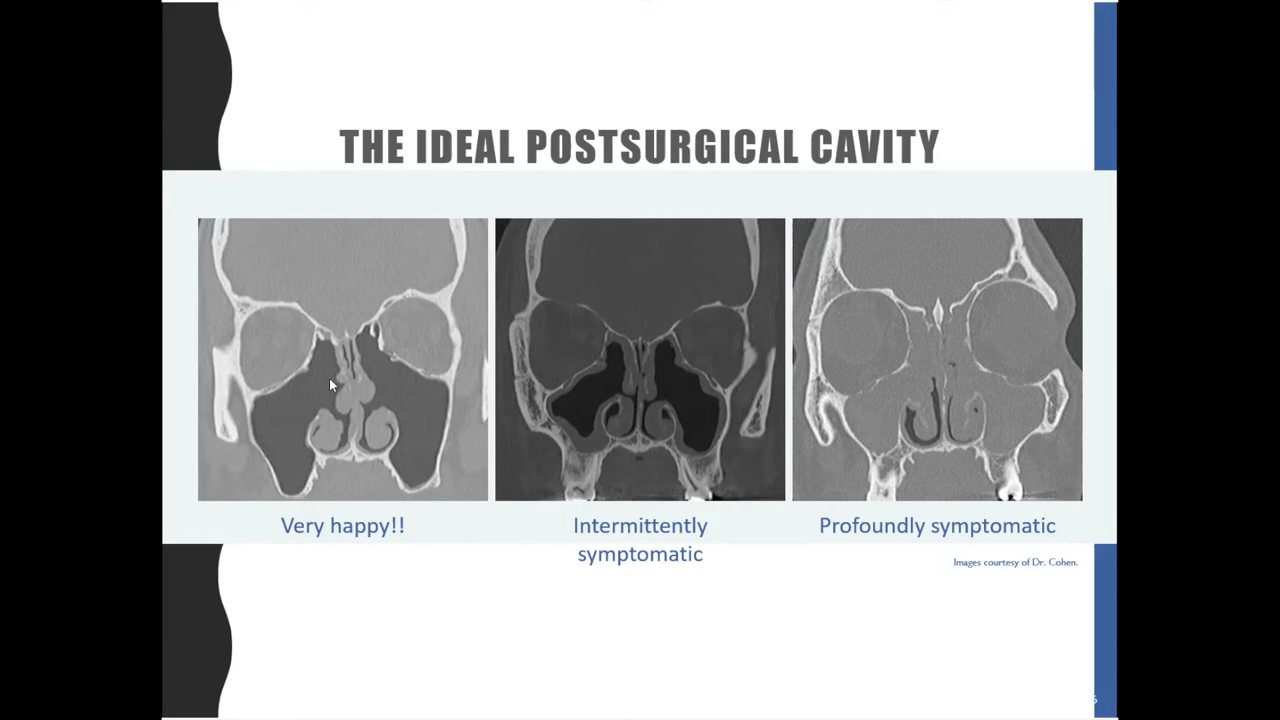 THE IDEAL POSTSURGICAL CAVITY
Very happy!!
Intermittently
symptomatic
Profoundly symptomatic
Images courtesy of Dr. Cohen.